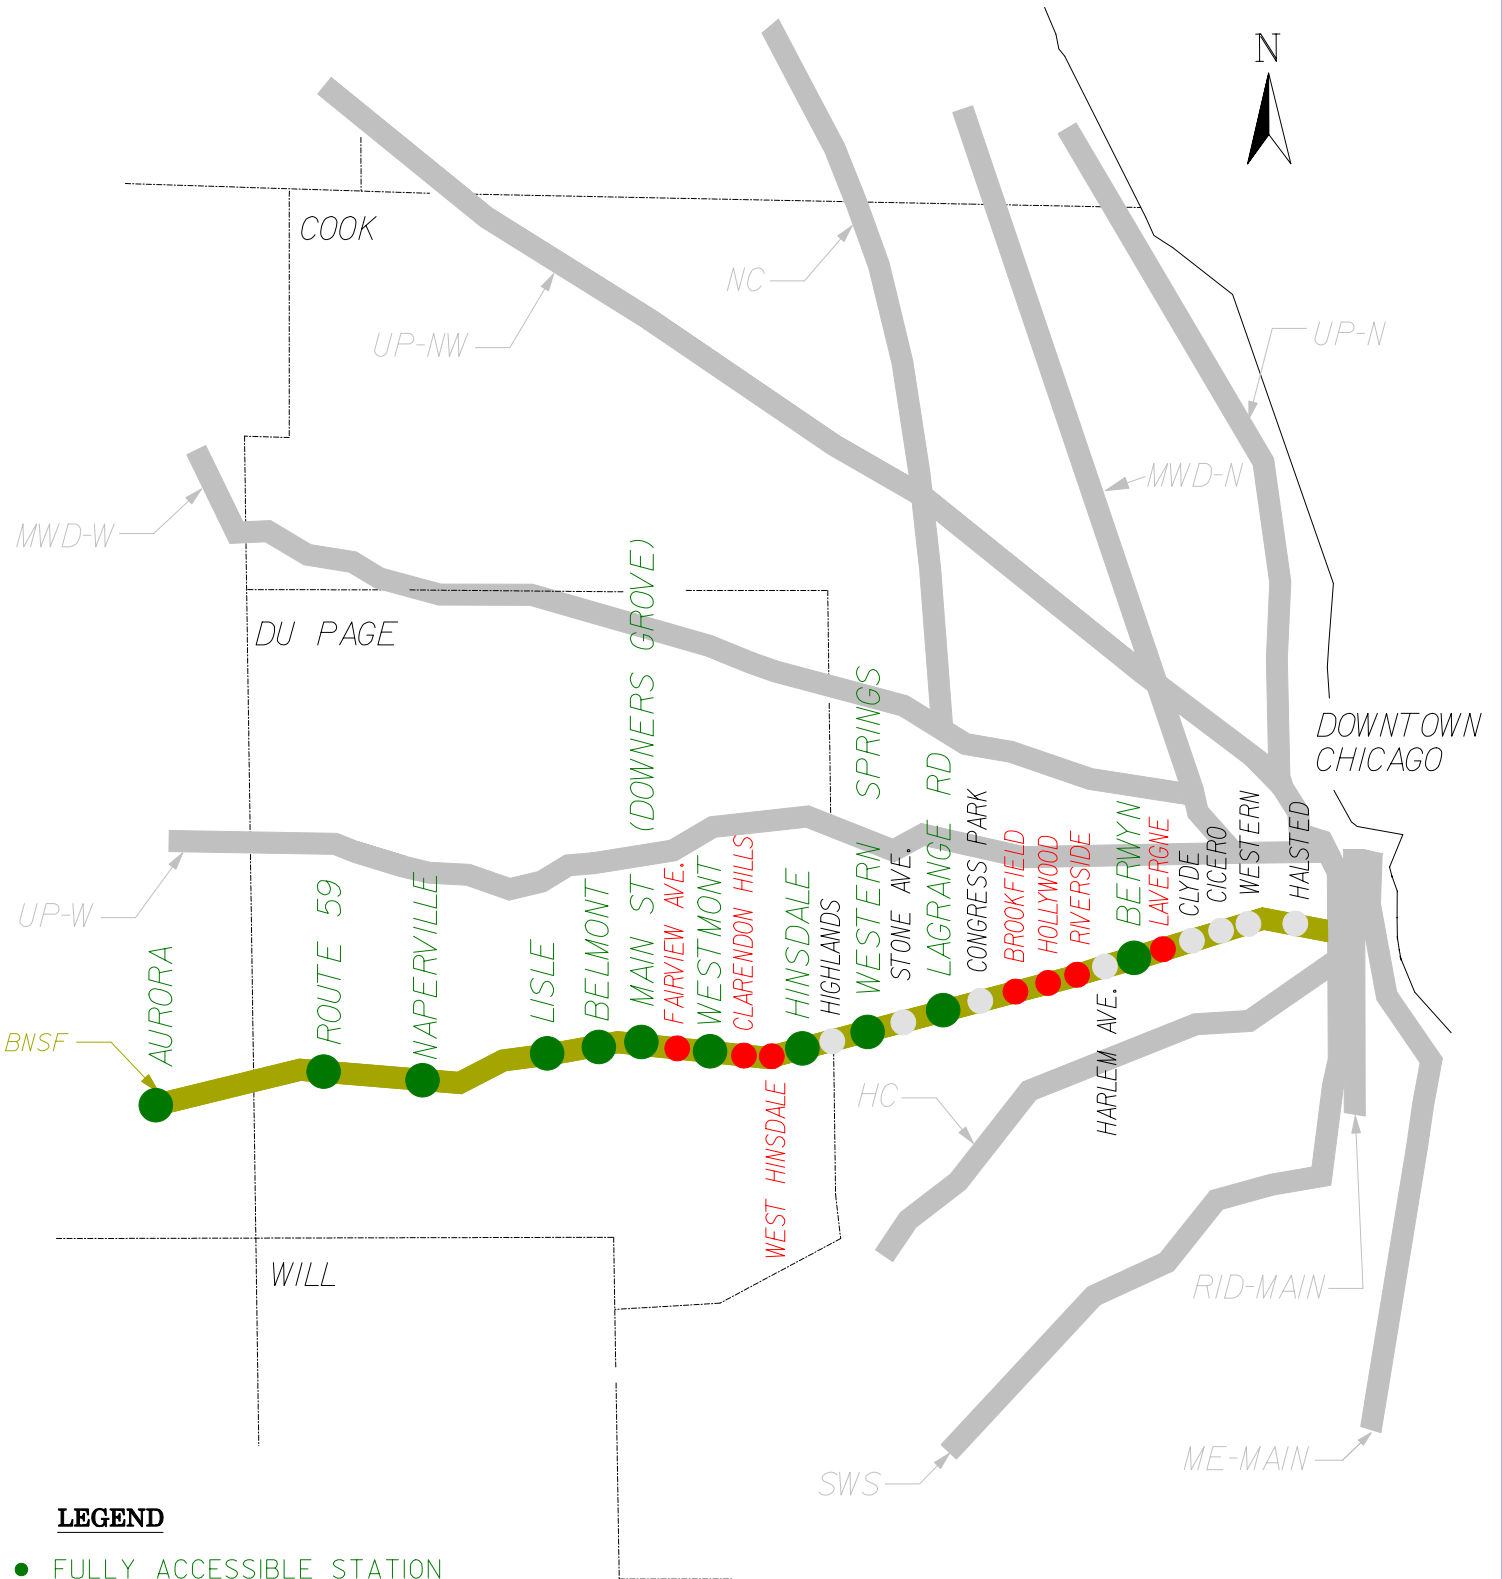 N
COOK
NC
UP-N
UP-NW
MWD-N
MWD-W
DU PAGE
DOWNTOWN
CHICAGO
UP-W
BNSF
AURORA
ROUTE 59
NAPERVILLE
LISLE
BELMONT
MAIN ST (DOWNERS GROVE)
FAIRVIEW AVE.
WESTMONT
CLARENDON HILLS
WEST HINSDALE
HINSDALE
HIGHLANDS
WESTERN SPRINGS
STONE AVE.
LAGRANGE RD
CONGRESS PARK
BROOKFIELD
HOLLYWOOD
RIVERSIDE
HARLEM AVE.
BERWYN
LAVERGNE
CLYDE
CICERO
WESTERN
HALSTED
HC
WILL
RID-MAIN
SWS
ME-MAIN
LEGEND
FULLY ACCESSIBLE STATION